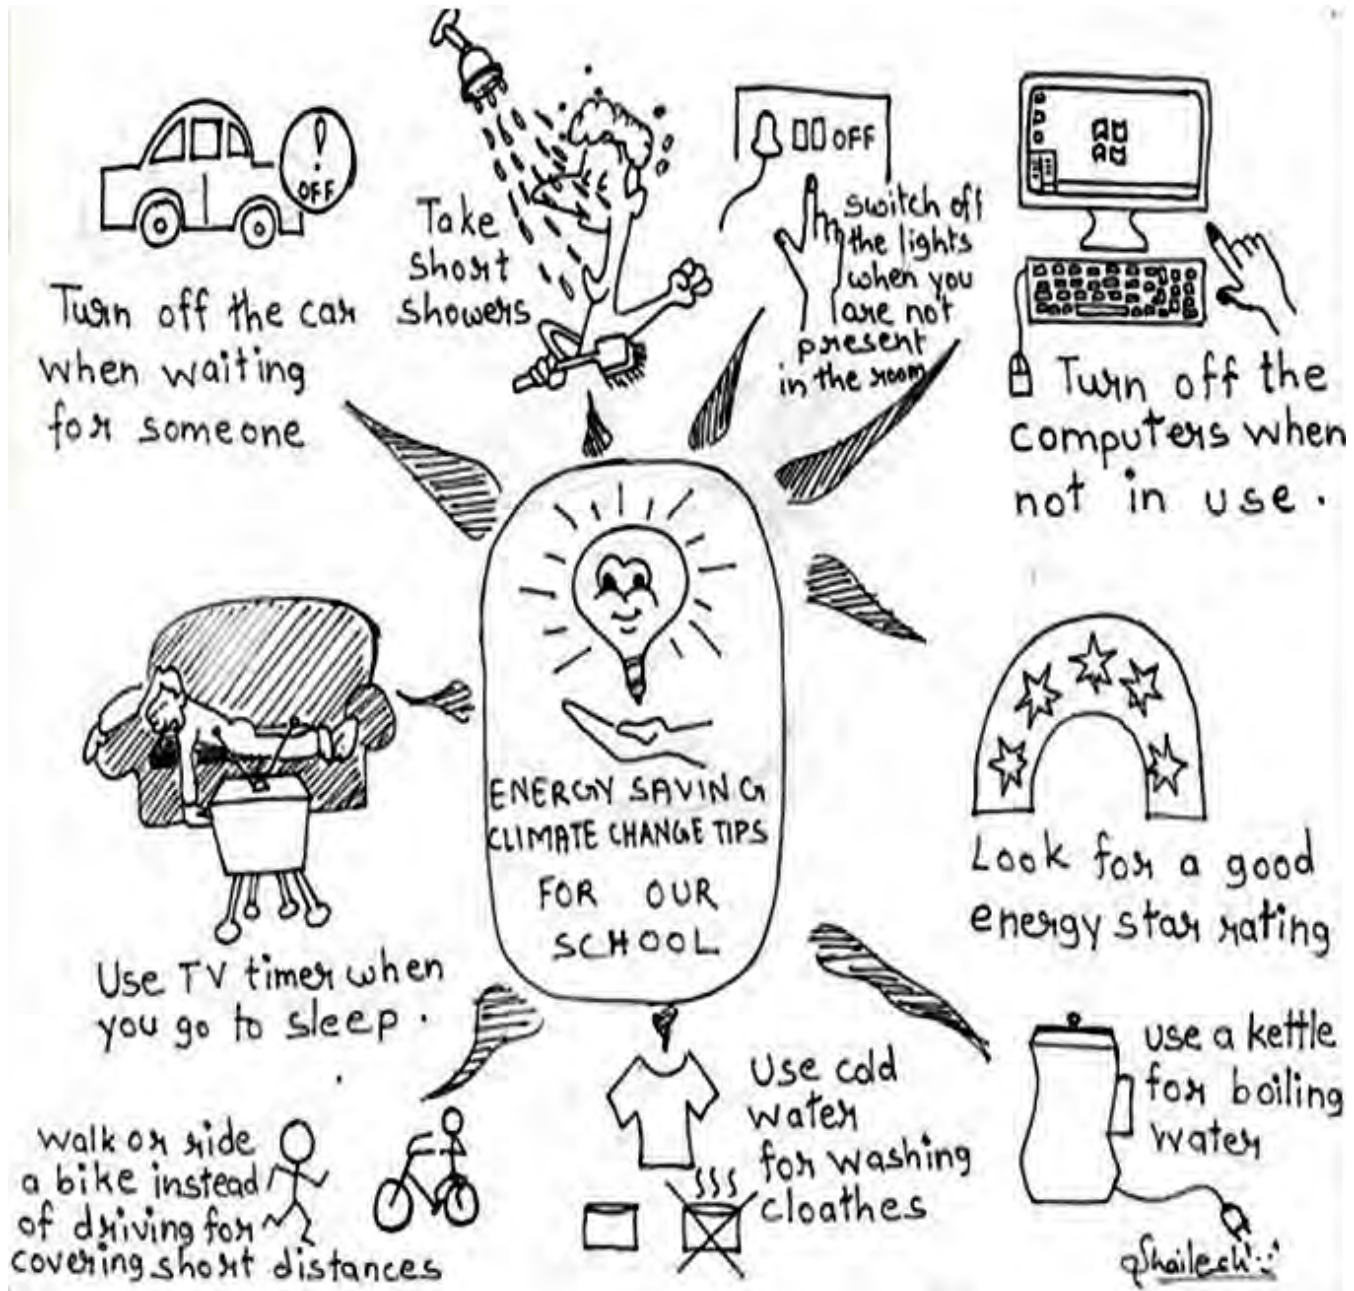 OFF
Turn off the car
when waiting
for someone
Take
short
showers
OFF
switch off
the lights
when you
are not
present
in the room
Turn off the
computers when
not in use.
ENERGY SAVING
CLIMATE CHANGE TIPS
FOR OUR
SCHOOL
Use TV timer when
you go to sleep.
Look for a good
energy star rating
walk or ride
a bike instead
of driving for
covering short distances
Use cold
water
for washing
cloathes
use a kettle
for boiling
water
Shailesh